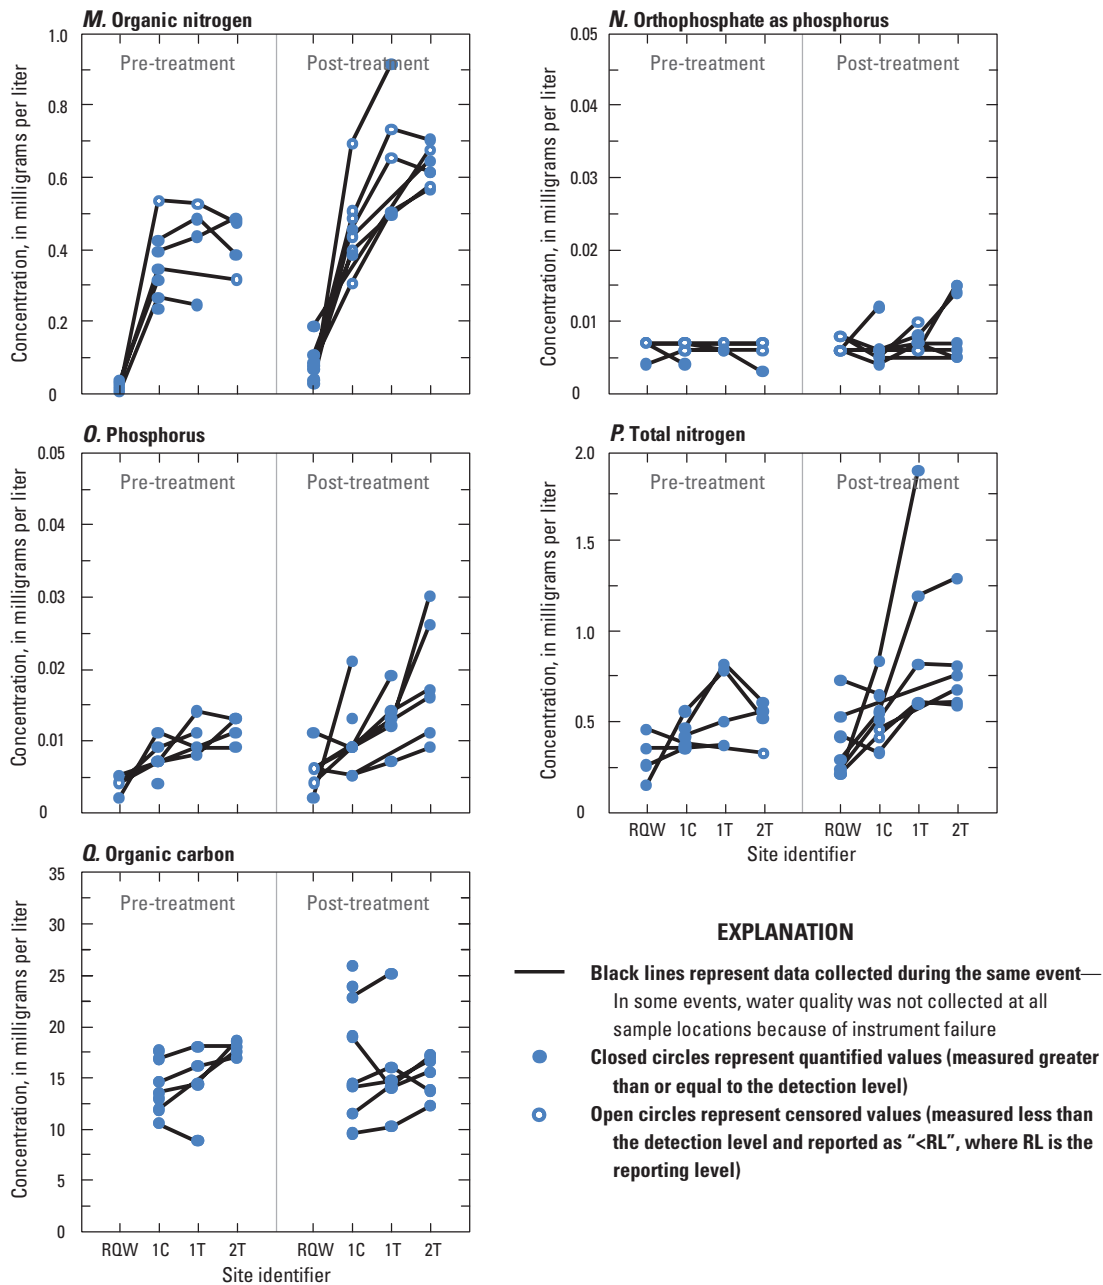 M. Organic nitrogen
Concentration, in milligrams per liter
1.0
0.8
0.6
0.4
0.2
0
Pre-treatment
Post-treatment
N. Orthophosphate as phosphorus
Concentration, in milligrams per liter
0.05
0.04
0.03
0.02
0.01
0
Pre-treatment
Post-treatment
O. Phosphorus
Concentration, in milligrams per liter
0.05
0.04
0.03
0.02
0.01
0
Pre-treatment
Post-treatment
P. Total nitrogen
Concentration, in milligrams per liter
2.0
1.5
1.0
0.5
0
Pre-treatment
Post-treatment
RQW 1C 1T 2T RQW 1C 1T 2T
Site identifier
Q. Organic carbon
Concentration, in milligrams per liter
35
30
25
20
15
10
5
0
Pre-treatment
Post-treatment
RQW 1C 1T 2T RQW 1C 1T 2T
Site identifier
EXPLANATION
Black lines represent data collected during the same event—
In some events, water quality was not collected at all
sample locations because of instrument failure
Closed circles represent quantified values (measured greater
than or equal to the detection level)
Open circles represent censored values (measured less than
the detection level and reported as “<RL”, where RL is the
reporting level)